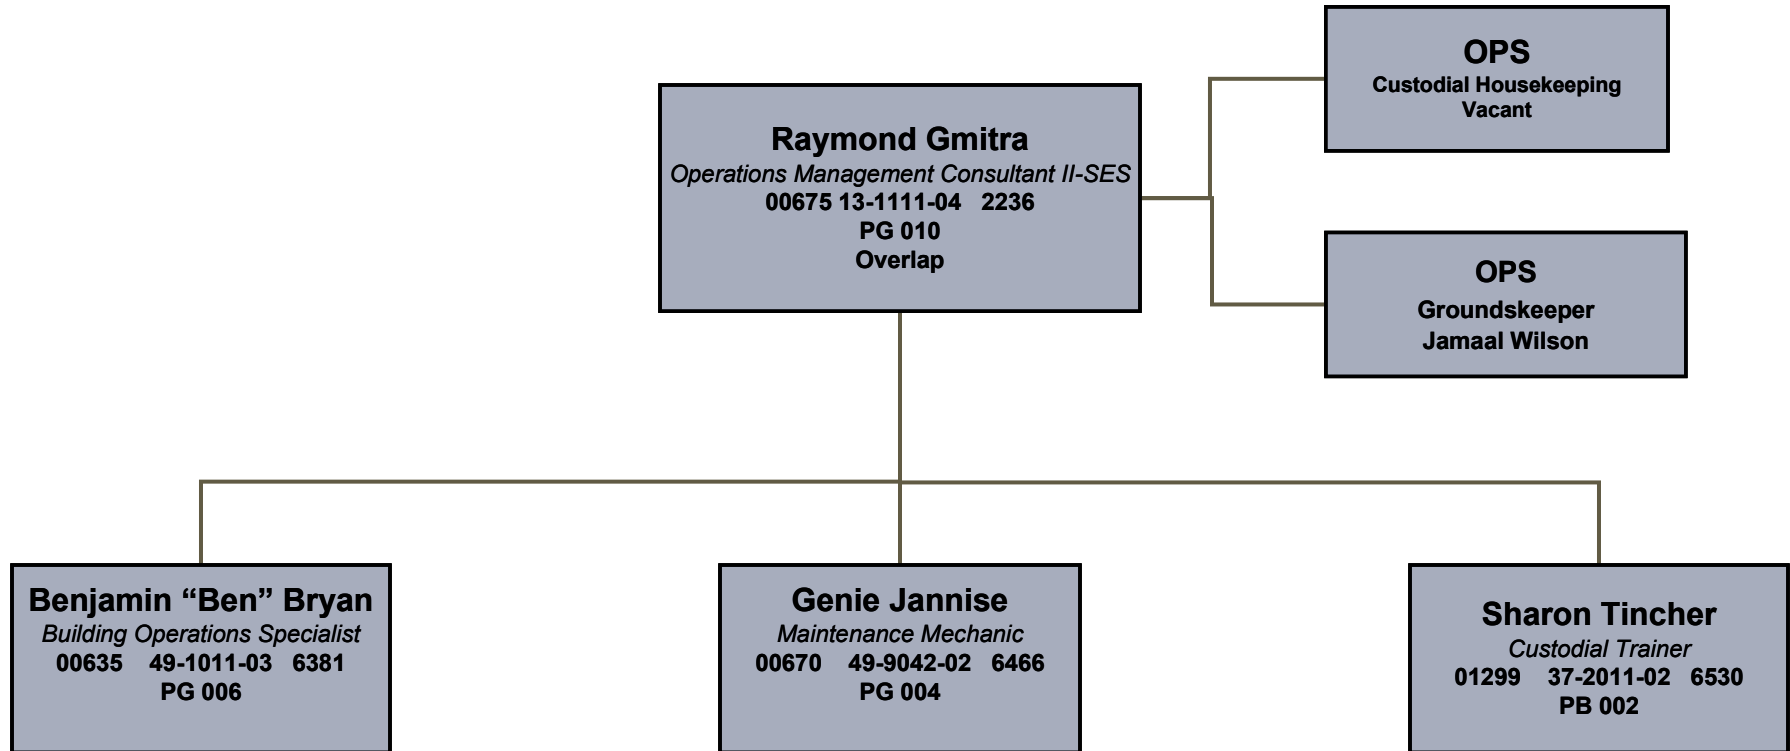 OPS
Custodial Housekeeping
Vacant
Raymond Gmitra
Operations Management Consultant II-SES
00675 13-1111-04 2236
PG 010
Overlap
OPS
Groundskeeper
Jamaal Wilson
Benjamin “Ben” Bryan
Building Operations Specialist
00635 49-1011-03 6381
PG 006
Genie Jannise
Maintenance Mechanic
00670 49-9042-02 6466
PG 004
Sharon Tincher
Custodial Trainer
01299 37-2011-02 6530
PB 002